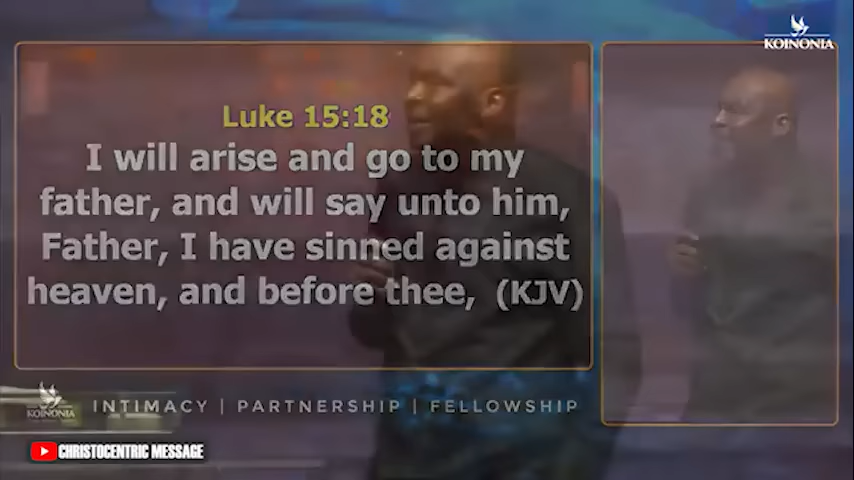 KOINONIA
Luke 15:18
I will arise and go to my
father, and will say unto him,
Father, I have sinned against
heaven, and before thee, (KJV)
KOINONIA
INTIMACY | PARTNERSHIP | FELLOWSHIP
CHRISTOCENTRIC MESSAGE